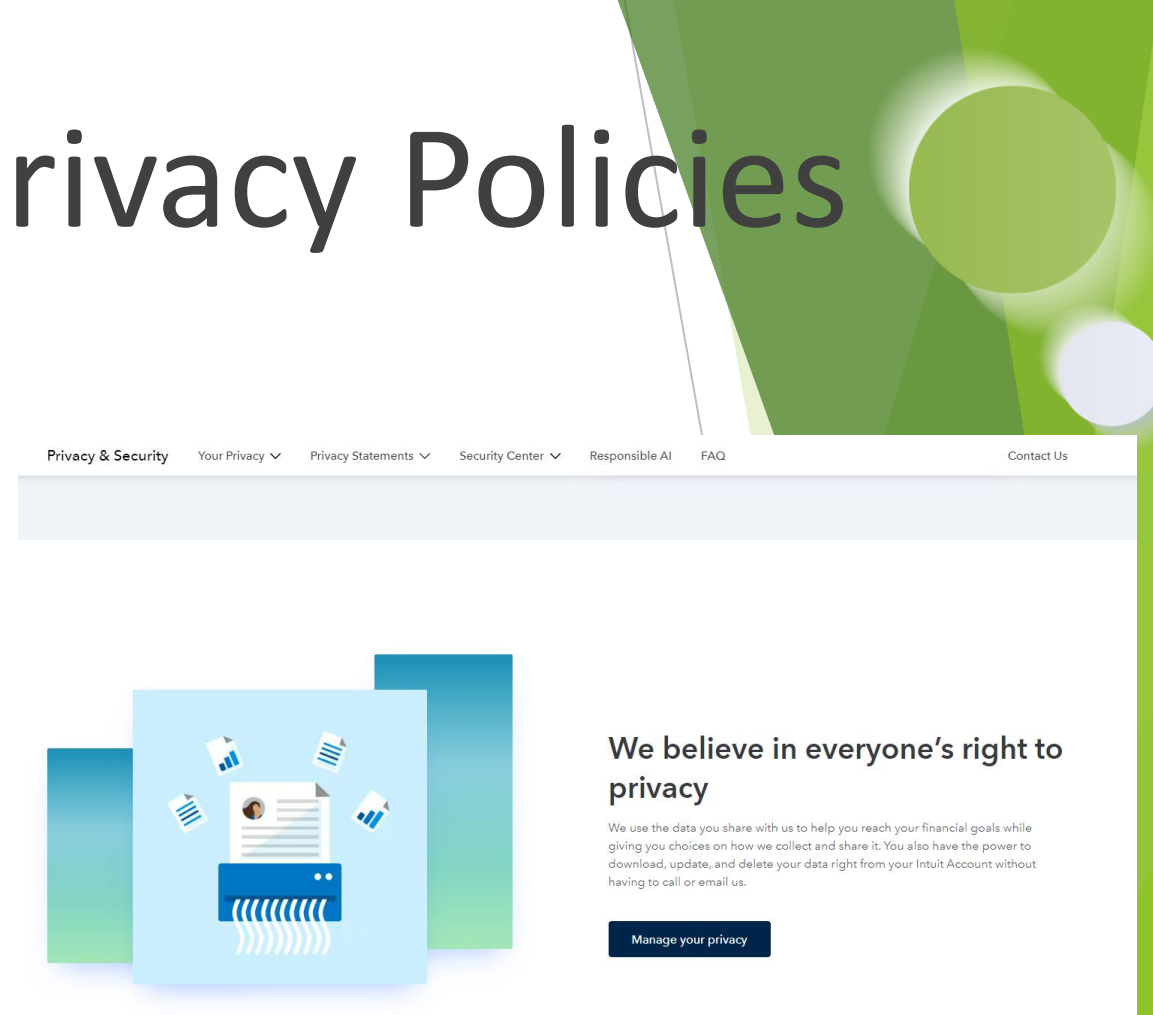 rivacy Policies
Privacy & Security Your Privacy Privacy Statements Security Center Responsible AI FAQ Contact Us
We believe in everyone’s right to
privacy
We use the data you share with us to help you reach your financial goals while
giving you choices on how we collect and share it. You also have the power to
download, update, and delete your data right from your Intuit Account without
having to call or email us.
Manage your privacy